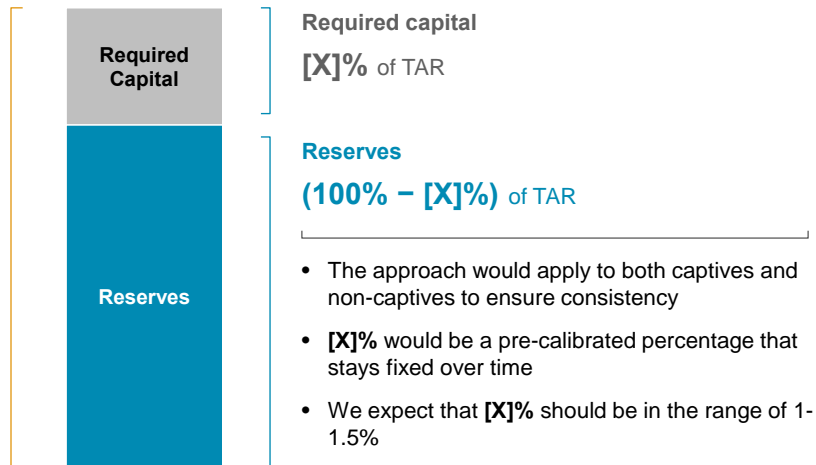 Required capital
Required
Capital
[X]% of TAR
Reserves
(100% − [X]%) of TAR
Reserves
• The approach would apply to both captives and
non-captives to ensure consistency
• [X]% would be a pre-calibrated percentage that
stays fixed over time
• We expect that [X]% should be in the range of 1-
1.5%